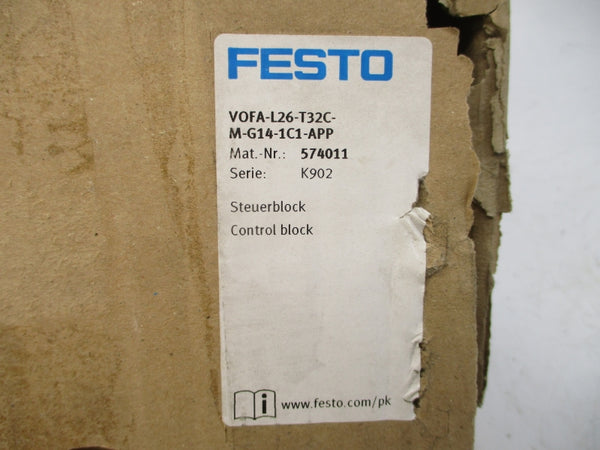 FESTO
VOFA-L26-T32C-
M-G14-1C1-APP
Mat.-Nr.: 574011
Serie: K902
Steuerblock
Control block
i www.festo.com/pk